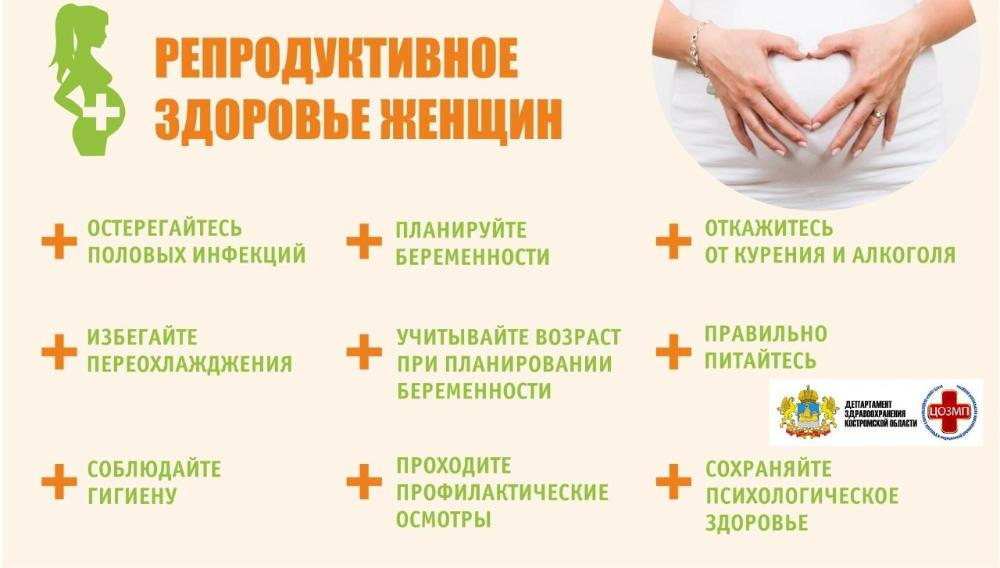 РЕПРОДУКТИВНОЕ
ЗДОРОВЬЕ ЖЕНЩИН
ОСТЕРЕГАЙТЕСЬ
ПОЛОВЫХ ИНФЕКЦИЙ
ПЛАНИРУЙТЕ
БЕРЕМЕННОСТИ
ОТКАЖИТЕСЬ
ОТ КУРЕНИЯ И АЛКОГОЛЯ
ИЗБЕГАЙТЕ
ПЕРЕОХЛАЖДЖЕНИЯ
УЧИТЫВАЙТЕ ВОЗРАСТ
ПРИ ПЛАНИРОВАНИИ
БЕРЕМЕННОСТИ
ПРАВИЛЬНО
ПИТАЙТЕСЬ
ДЕПАРТАМЕНТ
ЗДРАВООХРАНЕНИЯ
КОСТРОМСКОЙ ОБЛАСТИ
ЦОЗМП
СОБЛЮДАЙТЕ
ГИГИЕНУ
ПРОХОДИТЕ
ПРОФИЛАКТИЧЕСКИЕ
ОСМОТРЫ
СОХРАНЯЙТЕ
ПСИХОЛОГИЧЕСКОЕ
ЗДОРОВЬЕ